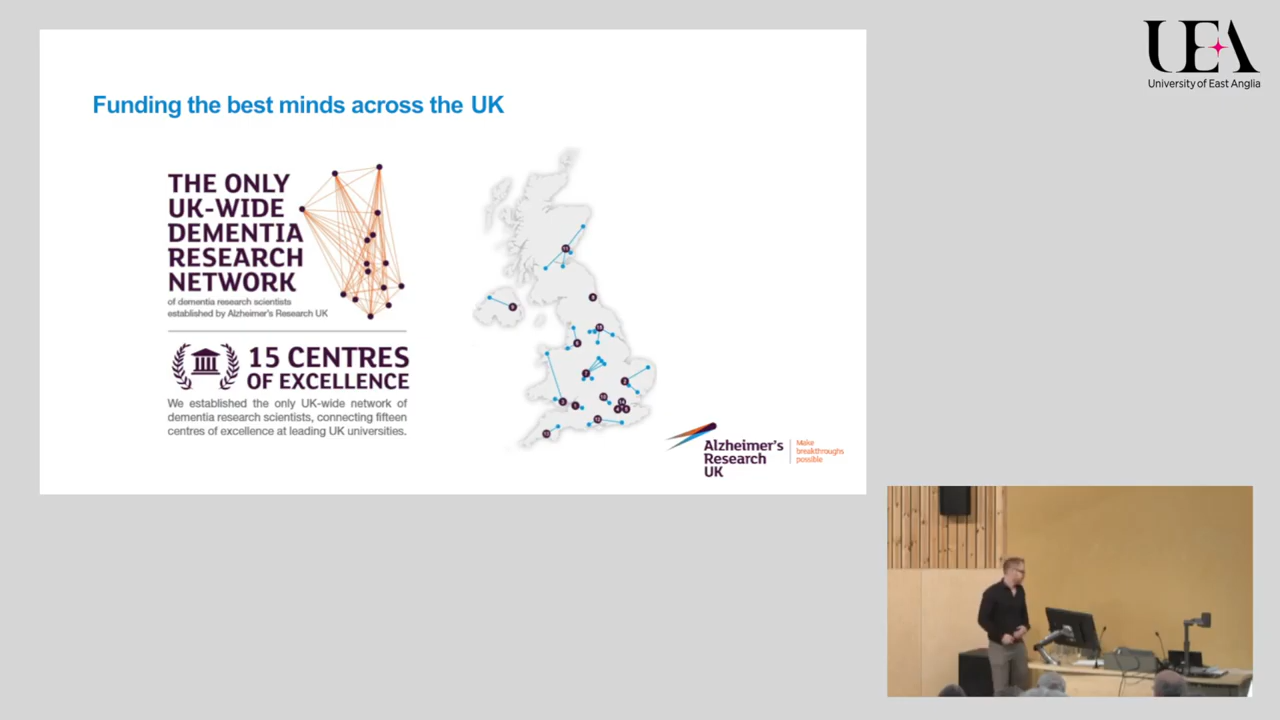 Funding the best minds across the UK
THE ONLY
UK-WIDE
DEMENTIA
RESEARCH
NETWORK
of dementia research scientists
established by Alzheimer's Research UK
15 CENTRES
OF EXCELLENCE
We established the only UK-wide network of
dementia research scientists, connecting fifteen
centres of excellence at leading UK universities.
Alzheimer's
Research
UK
Make
breakthroughs
possible
UEA
University of East Anglia